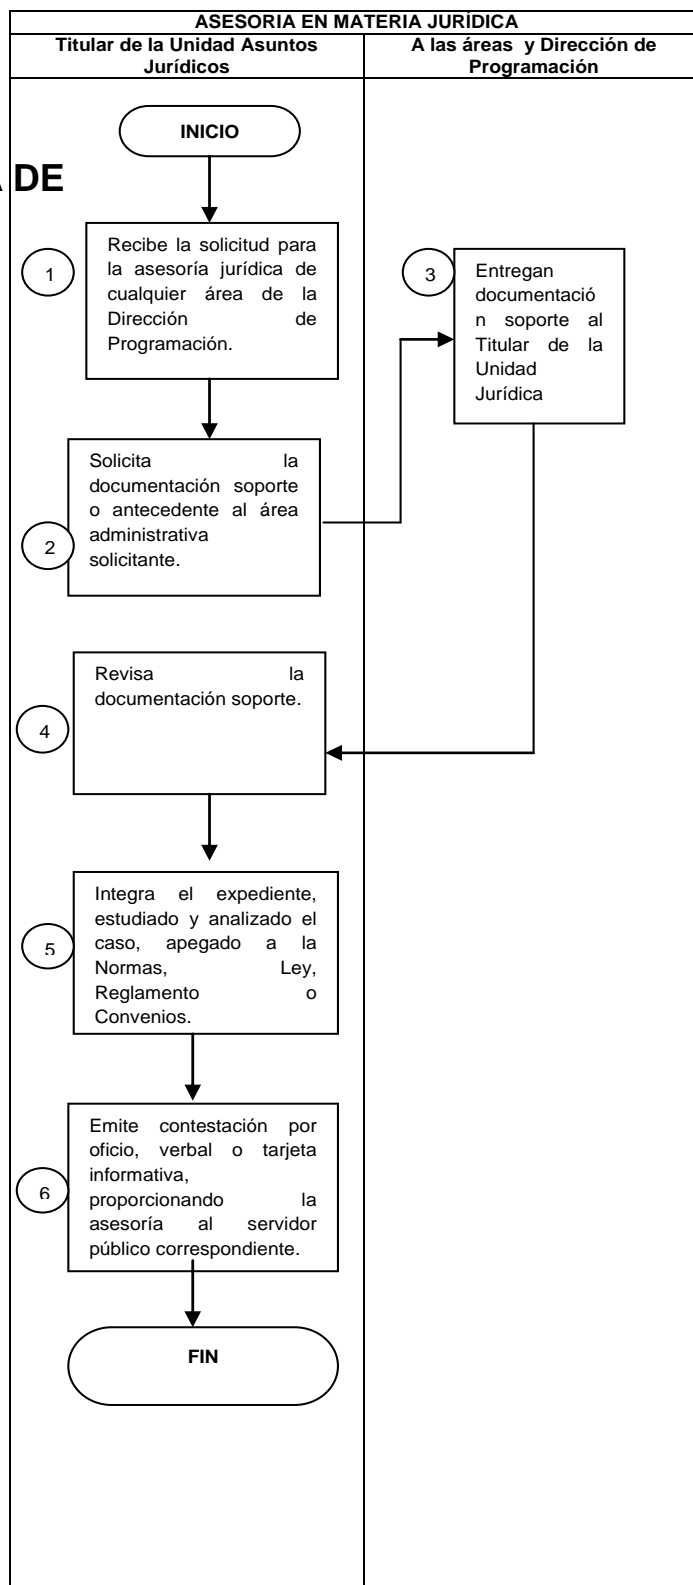 ASESORIA EN MATERIA JURÍDICA
Titular de la Unidad Asuntos
Jurídicos
A las áreas y Dirección de
Programación
INICIO
A DE
1
Recibe la solicitud para
la asesoría jurídica de
cualquier área de la
Dirección de
Programación.
2
Solicita la
documentación soporte
o antecedente al área
administrativa
solicitante.
3
Entregan
documentació
n soporte al
Titular de la
Unidad
Jurídica
4
Revisa la
documentación soporte.
5
Integra el expediente,
estudiado y analizado el
caso, apegado a la
Normas, Ley,
Reglamento o
Convenios.
6
Emite contestación por
oficio, verbal o tarjeta
informativa,
proporcionando la
asesoría al servidor
público correspondiente.
FIN